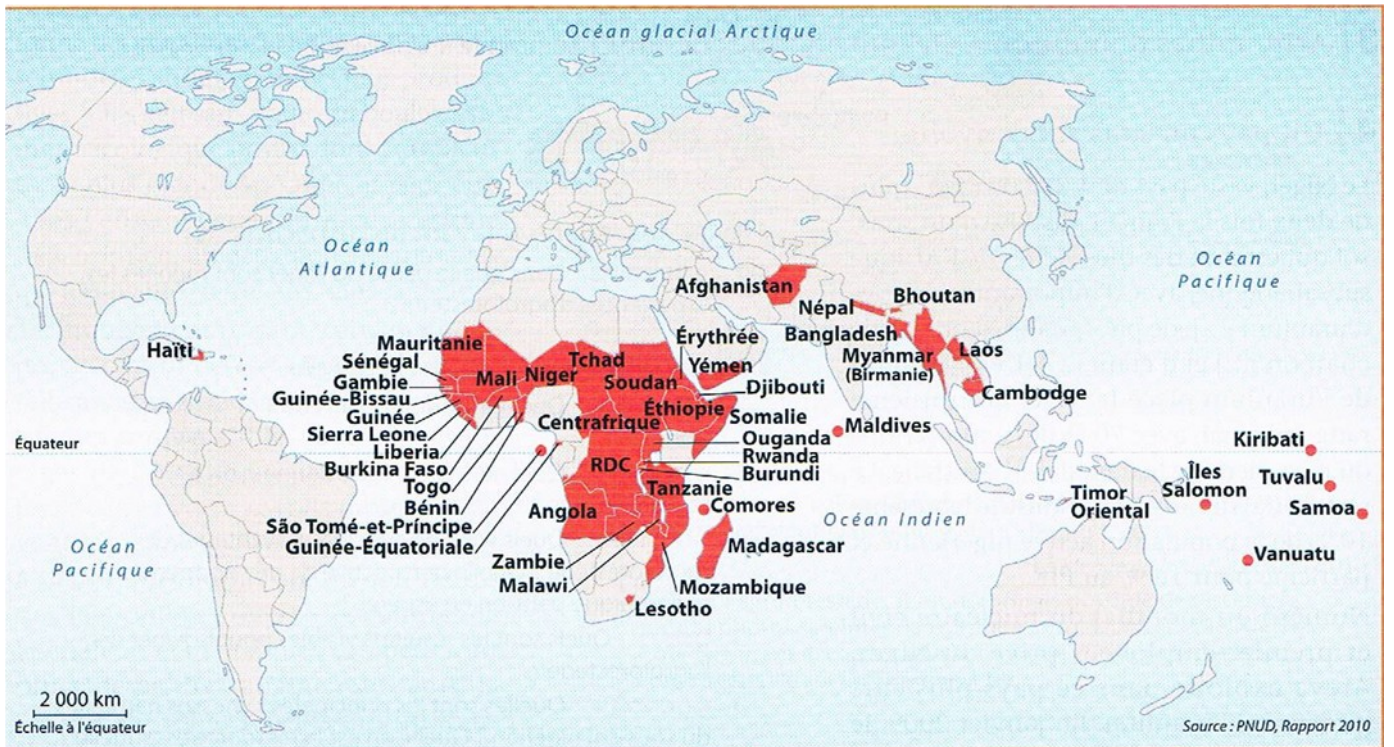 Océan glacial Arctique
Océan
Atlantique
Océan
Pacifique
Afghanistan
Népal
Bhoutan
Bangladesh
Myanmar
(Birmanie)
Laos
Cambodge
Haïti
Mauritanie
Sénégal
Gambie
Guinée-Bissau
Guinée
Sierra Leone
Liberia
Burkina Faso
Togo
Bénin
São Tomé-et-Príncipe
Guinée-Équatoriale
Mali
Niger
Tchad
Soudan
Érythrée
Yémen
Djibouti
Éthiopie
Somalie
Centrafrique
Ouganda
Rwanda
Burundi
RDC
Tanzanie
Comores
Angola
Zambie
Malawi
Mozambique
Madagascar
Lesotho
Maldives
Équateur
Kiribati
Tuvalu
Îles
Salomon
Samoa
Timor
Oriental
Vanuatu
Océan Indien
Océan
Pacifique
2 000 km
Échelle à l'équateur
Source : PNUD, Rapport 2010